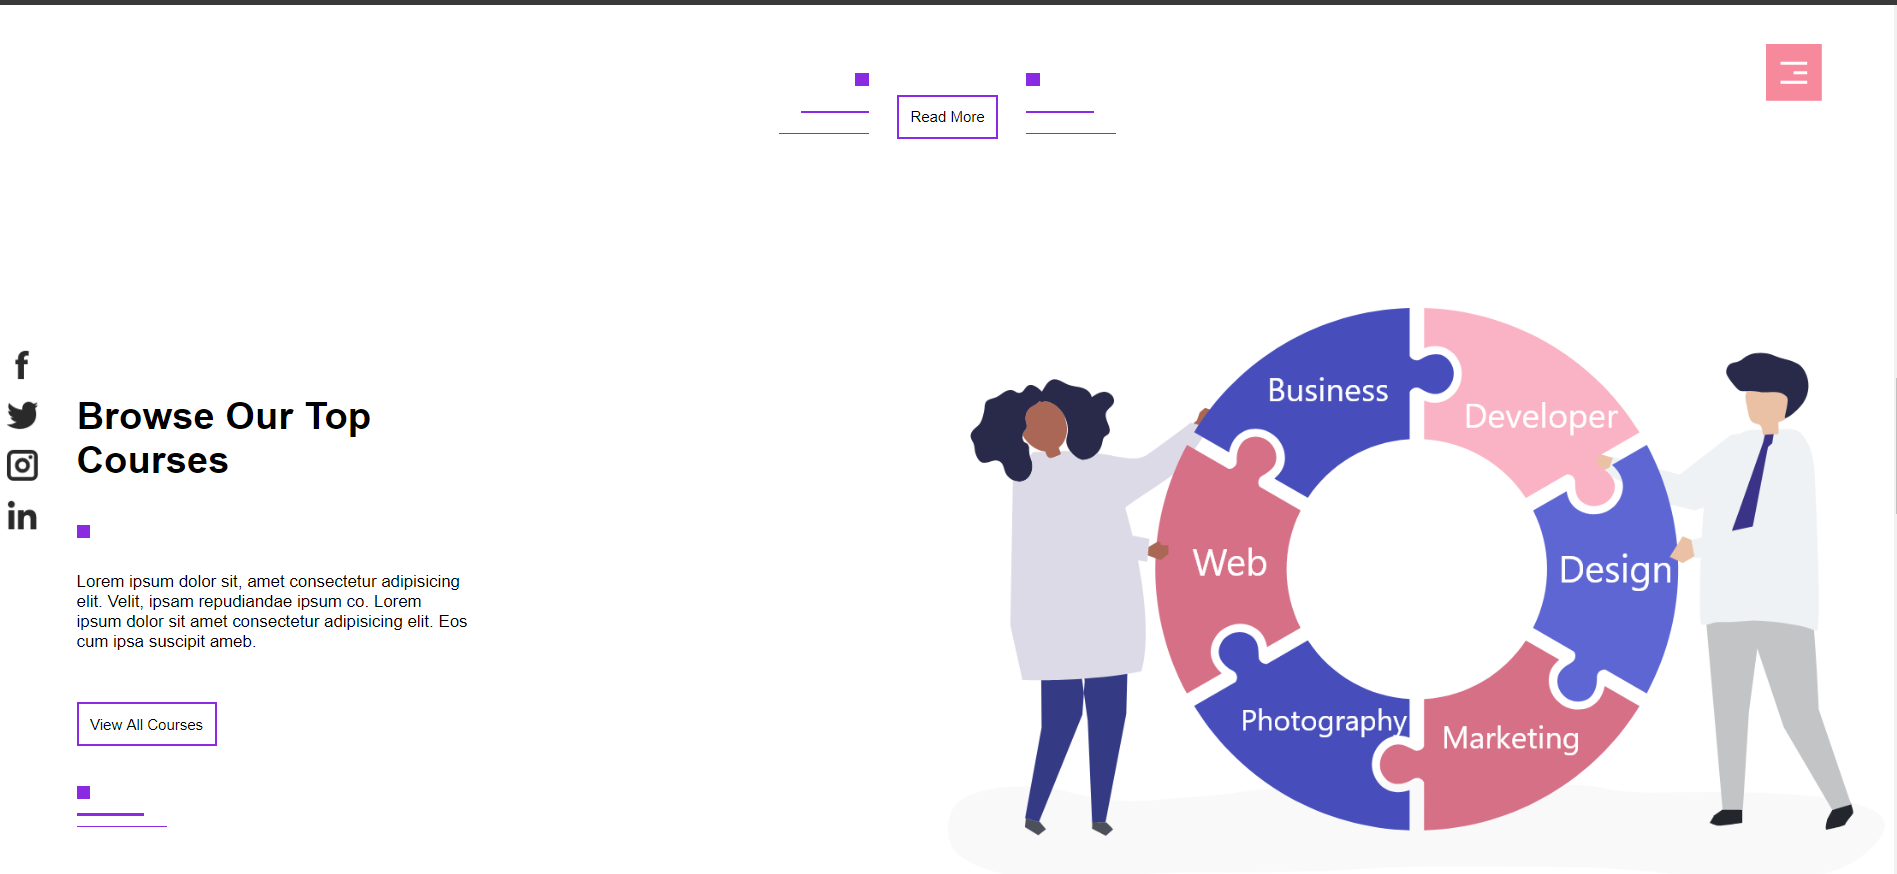 Read More
Browse Our Top
Courses
Lorem ipsum dolor sit, amet consectetur adipisicing
elit. Velit, ipsam repudiandae ipsum co. Lorem
ipsum dolor sit amet consectetur adipisicing elit. Eos
cum ipsa suscipit ameb.
View All Courses
Business
Developer
Web
Design
Photography
Marketing